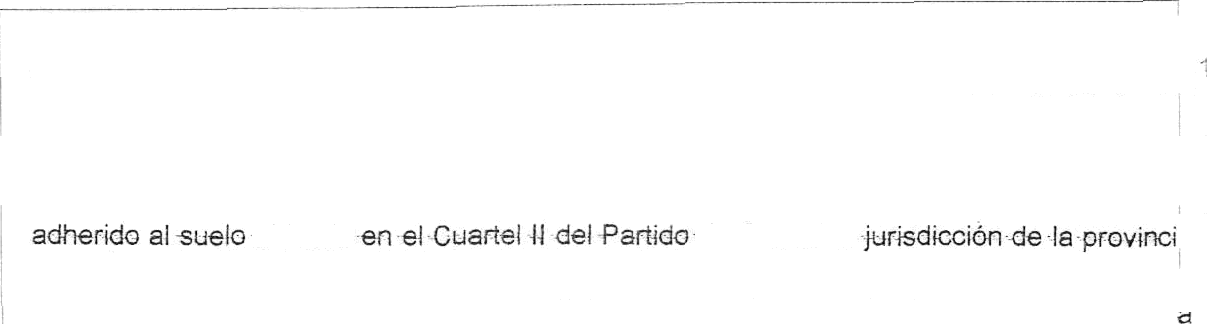 adherido al suelo en el Cuartel II del Partido jurisdicción de la provinci